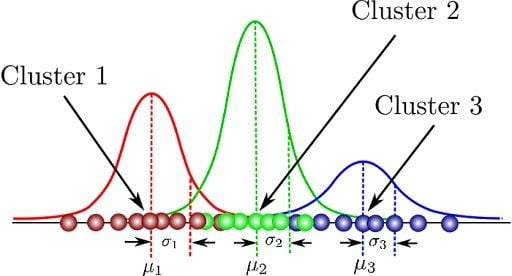 Cluster 2
Cluster 1
Cluster 3
σ₁ σ₂ σ₃
μ₁ μ₂ μ₃